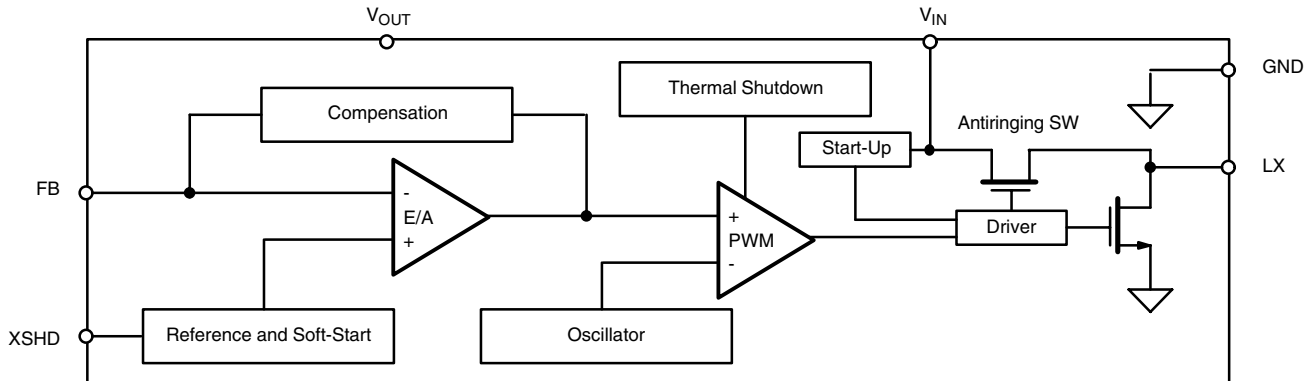 VOUT
VIN
GND
Thermal Shutdown
Compensation
Antiringing SW
Start-Up
LX
FB
-
E/A
+
+
PWM
-
Driver
XSHD
Reference and Soft-Start
Oscillator